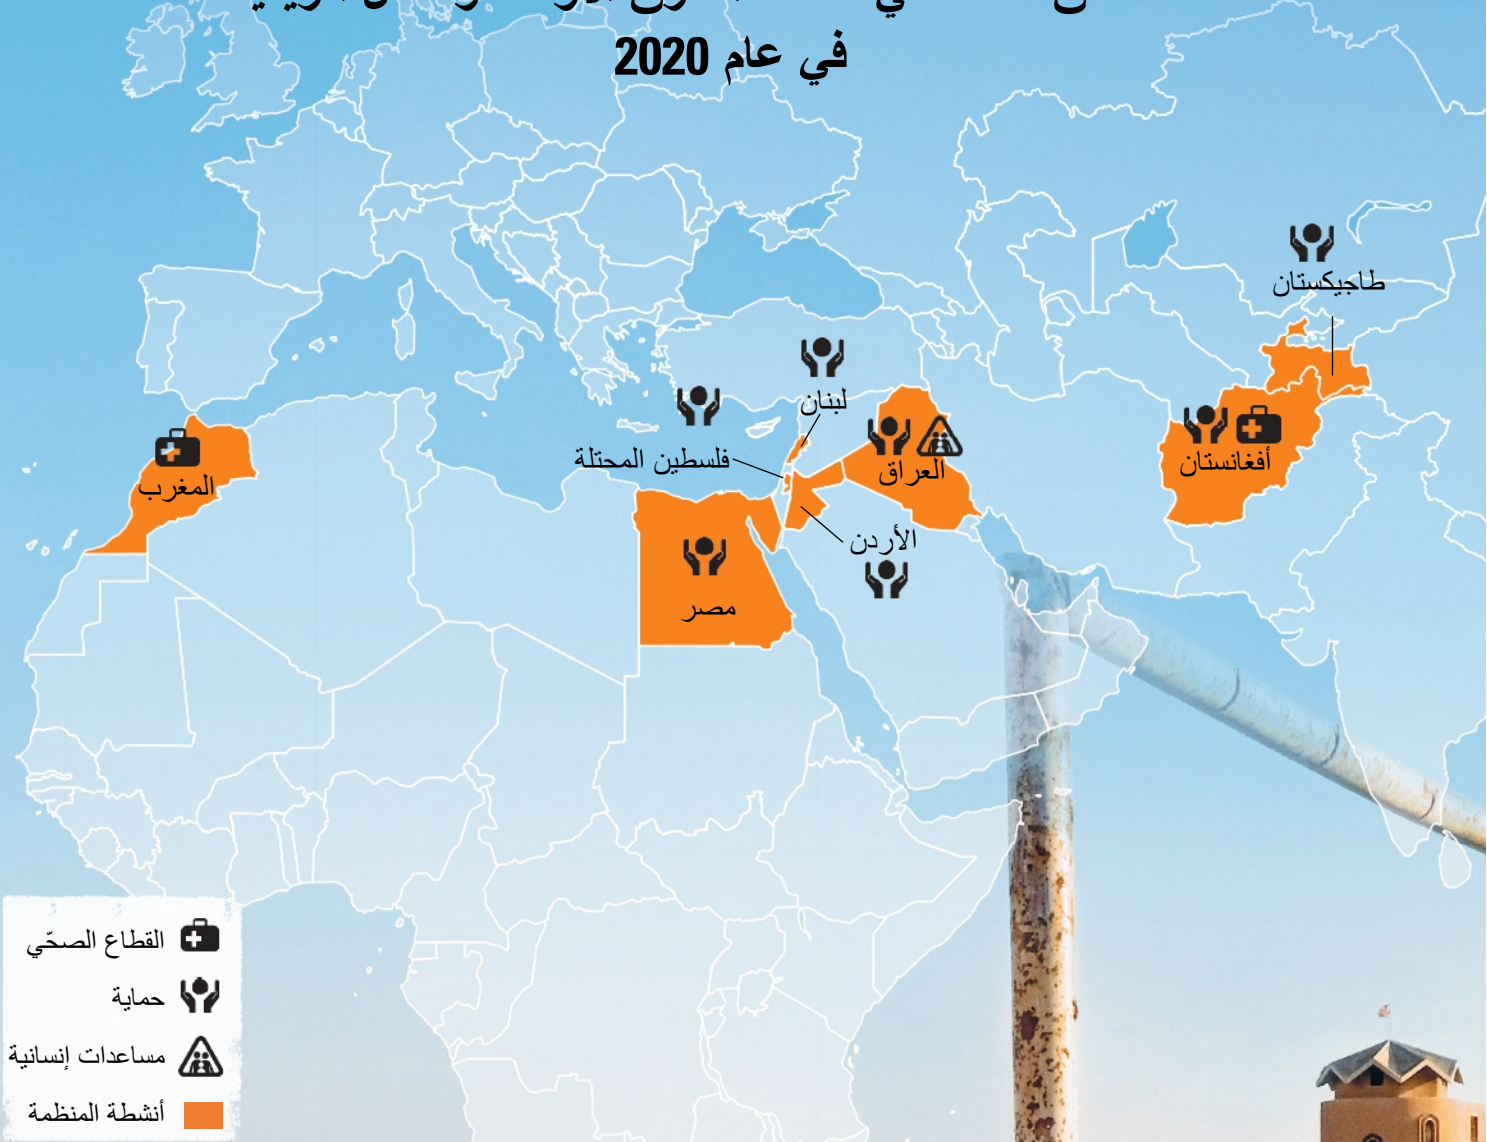 في عام 2020
طاجيكستان
لبنان
فلسطين المحتلة
العراق
أفغانستان
المغرب
الأردن
مصر
القطاع الصحّي
حماية
مساعدات إنسانية
أنشطة المنظمة